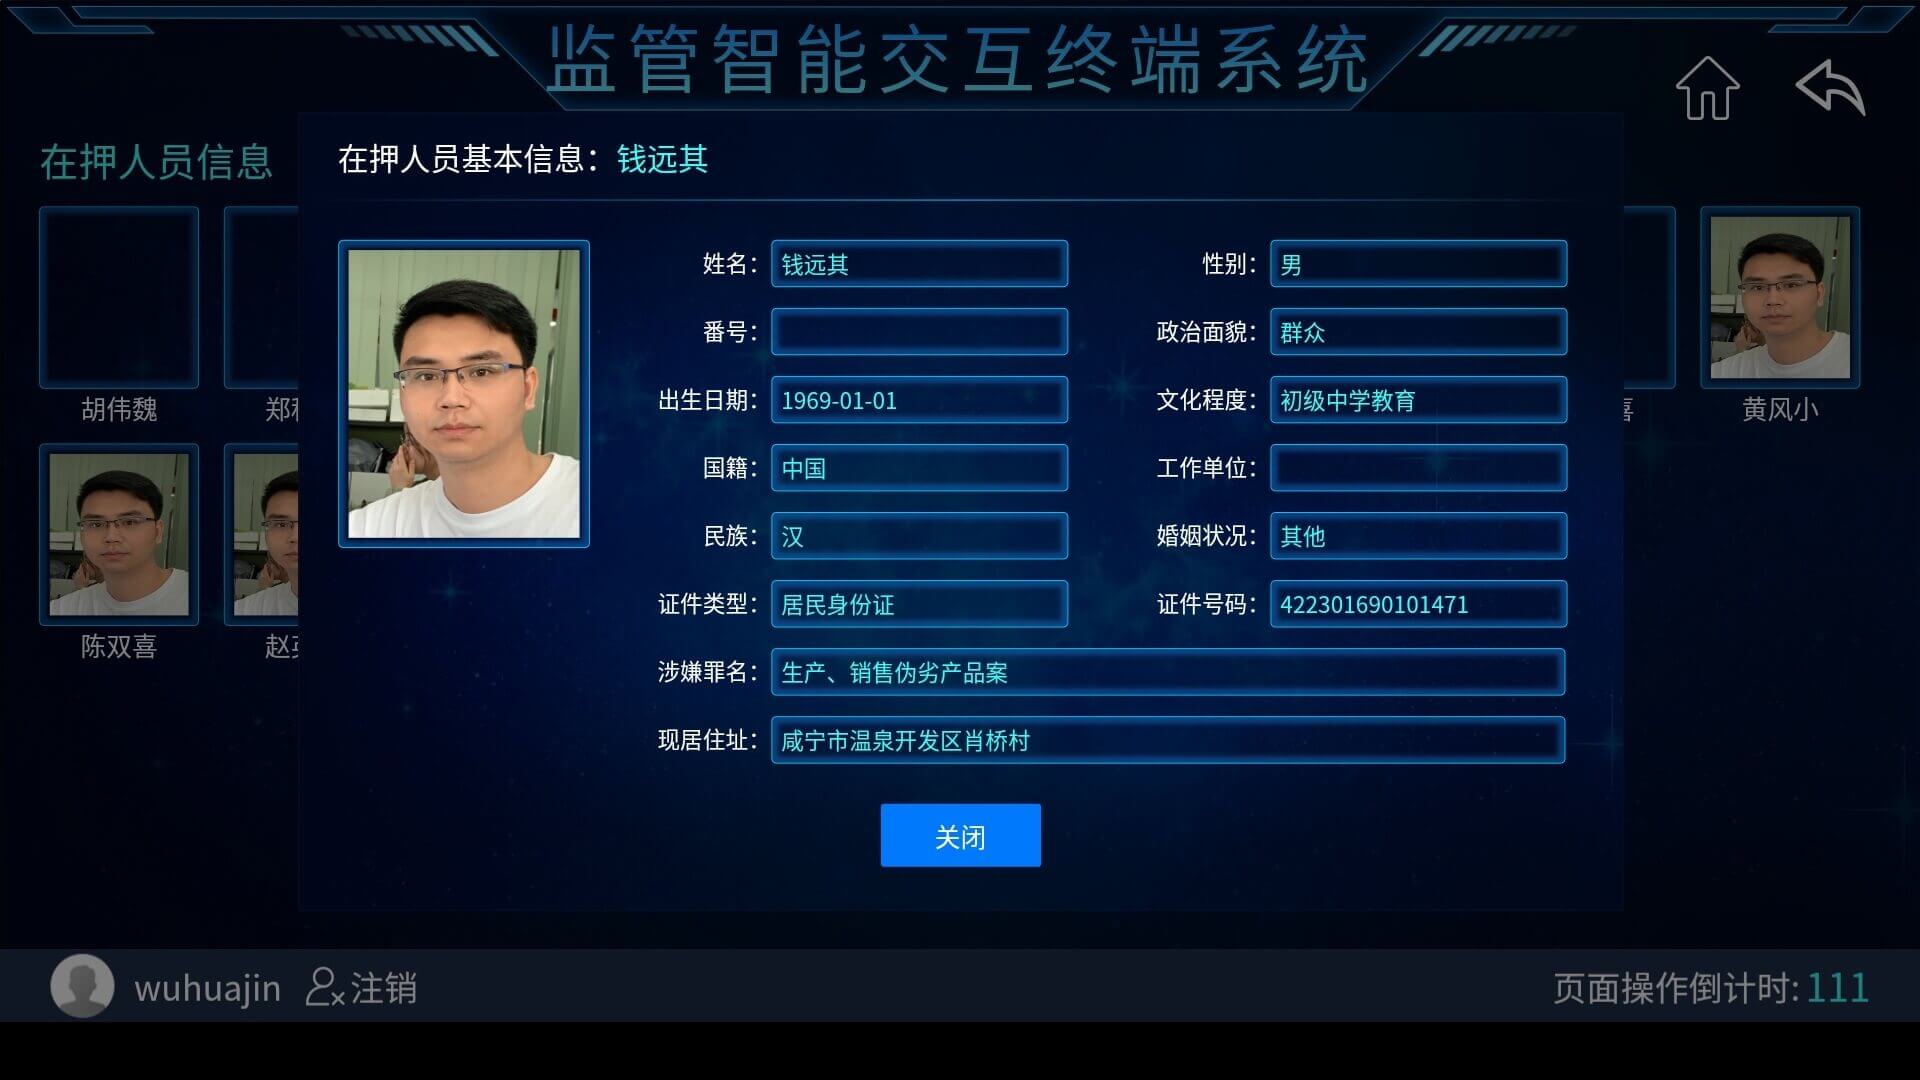 监管智能交互终端系统
在押人员信息
在押人员基本信息：钱远其
姓名：钱远其
性别：男
番号：
政治面貌：群众
出生日期：1969-01-01
文化程度：初级中学教育
国籍：中国
工作单位：
民族：汉
婚姻状况：其他
证件类型：居民身份证
证件号码：422301690101471
涉嫌罪名：生产、销售伪劣产品案
现居住址：咸宁市温泉开发区肖桥村
关闭
胡伟魏
郑
喜
黄风小
陈双喜
赵
wuhuajin
注销
页面操作倒计时:111